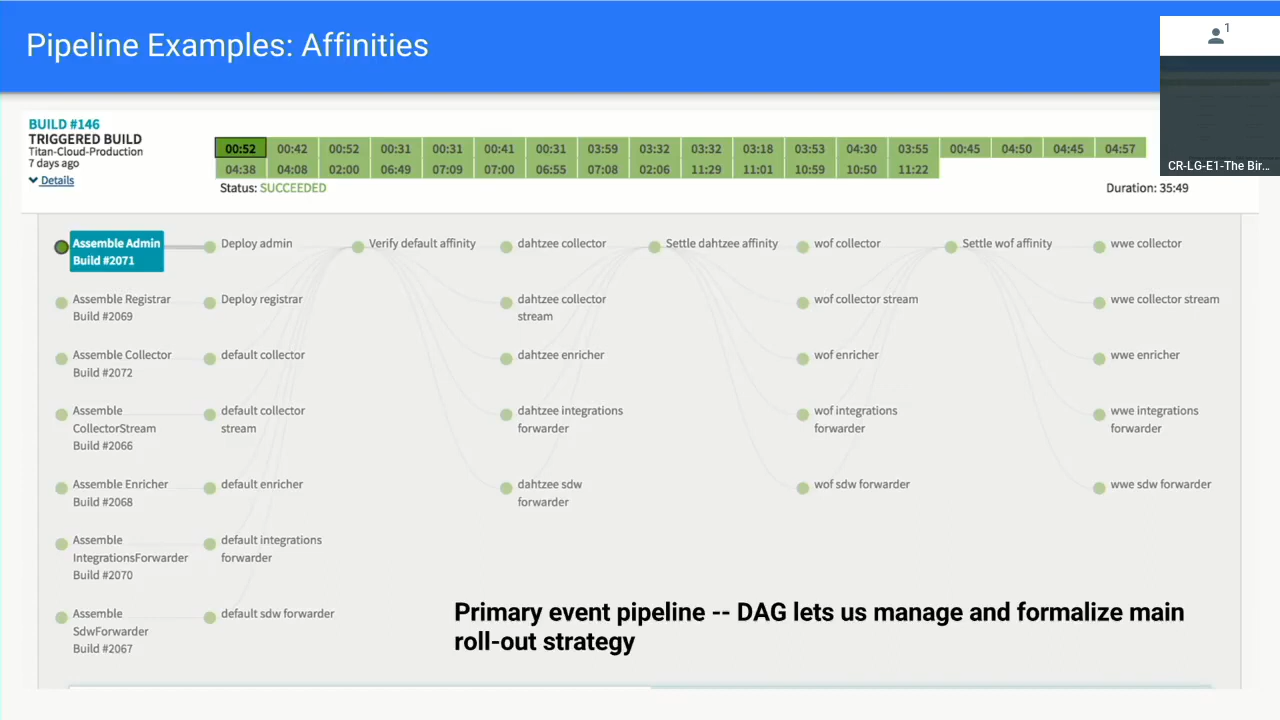 Pipeline Examples: Affinities
1
CR-LG-E1-The Bir...
BUILD #146
TRIGGERED BUILD
Titan-Cloud-Production
7 days ago
Details
00:52 00:42 00:52 00:31 00:31 00:41 00:31 03:59 03:32 03:32 03:18 03:53 04:30 03:55 00:45 04:50 04:45 04:57
04:38 04:08 02:00 06:49 07:09 07:00 06:55 07:08 02:06 11:29 11:01 10:59 10:50 11:22
Status: SUCCEEDED
Duration: 35:49
Assemble Admin
Build #2071
Deploy admin
Verify default affinity
dahtzee collector
Settle dahtzee affinity
wof collector
Settle wof affinity
wwe collector
Assemble Registrar
Build #2069
Deploy registrar
dahtzee collector
stream
wof collector stream
wwe collector stream
Assemble Collector
Build #2072
default collector
dahtzee enricher
wof enricher
wwe enricher
Assemble
CollectorStream
Build #2066
default collector
stream
dahtzee integrations
forwarder
wof integrations
forwarder
wwe integrations
forwarder
Assemble Enricher
Build #2068
default enricher
dahtzee sdw
forwarder
wof sdw forwarder
wwe sdw forwarder
Assemble
IntegrationsForwarder
Build #2070
default integrations
forwarder
Assemble
SdwForwarder
Build #2067
default sdw forwarder
Primary event pipeline -- DAG lets us manage and formalize main
roll-out strategy